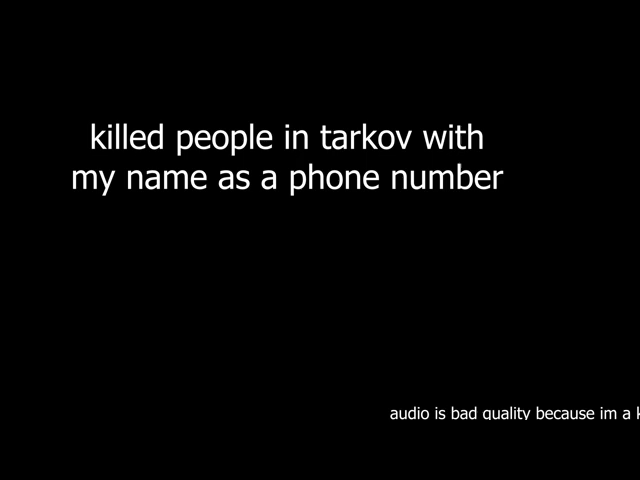 killed people in tarkov with
my name as a phone number
audio is bad quality because im a